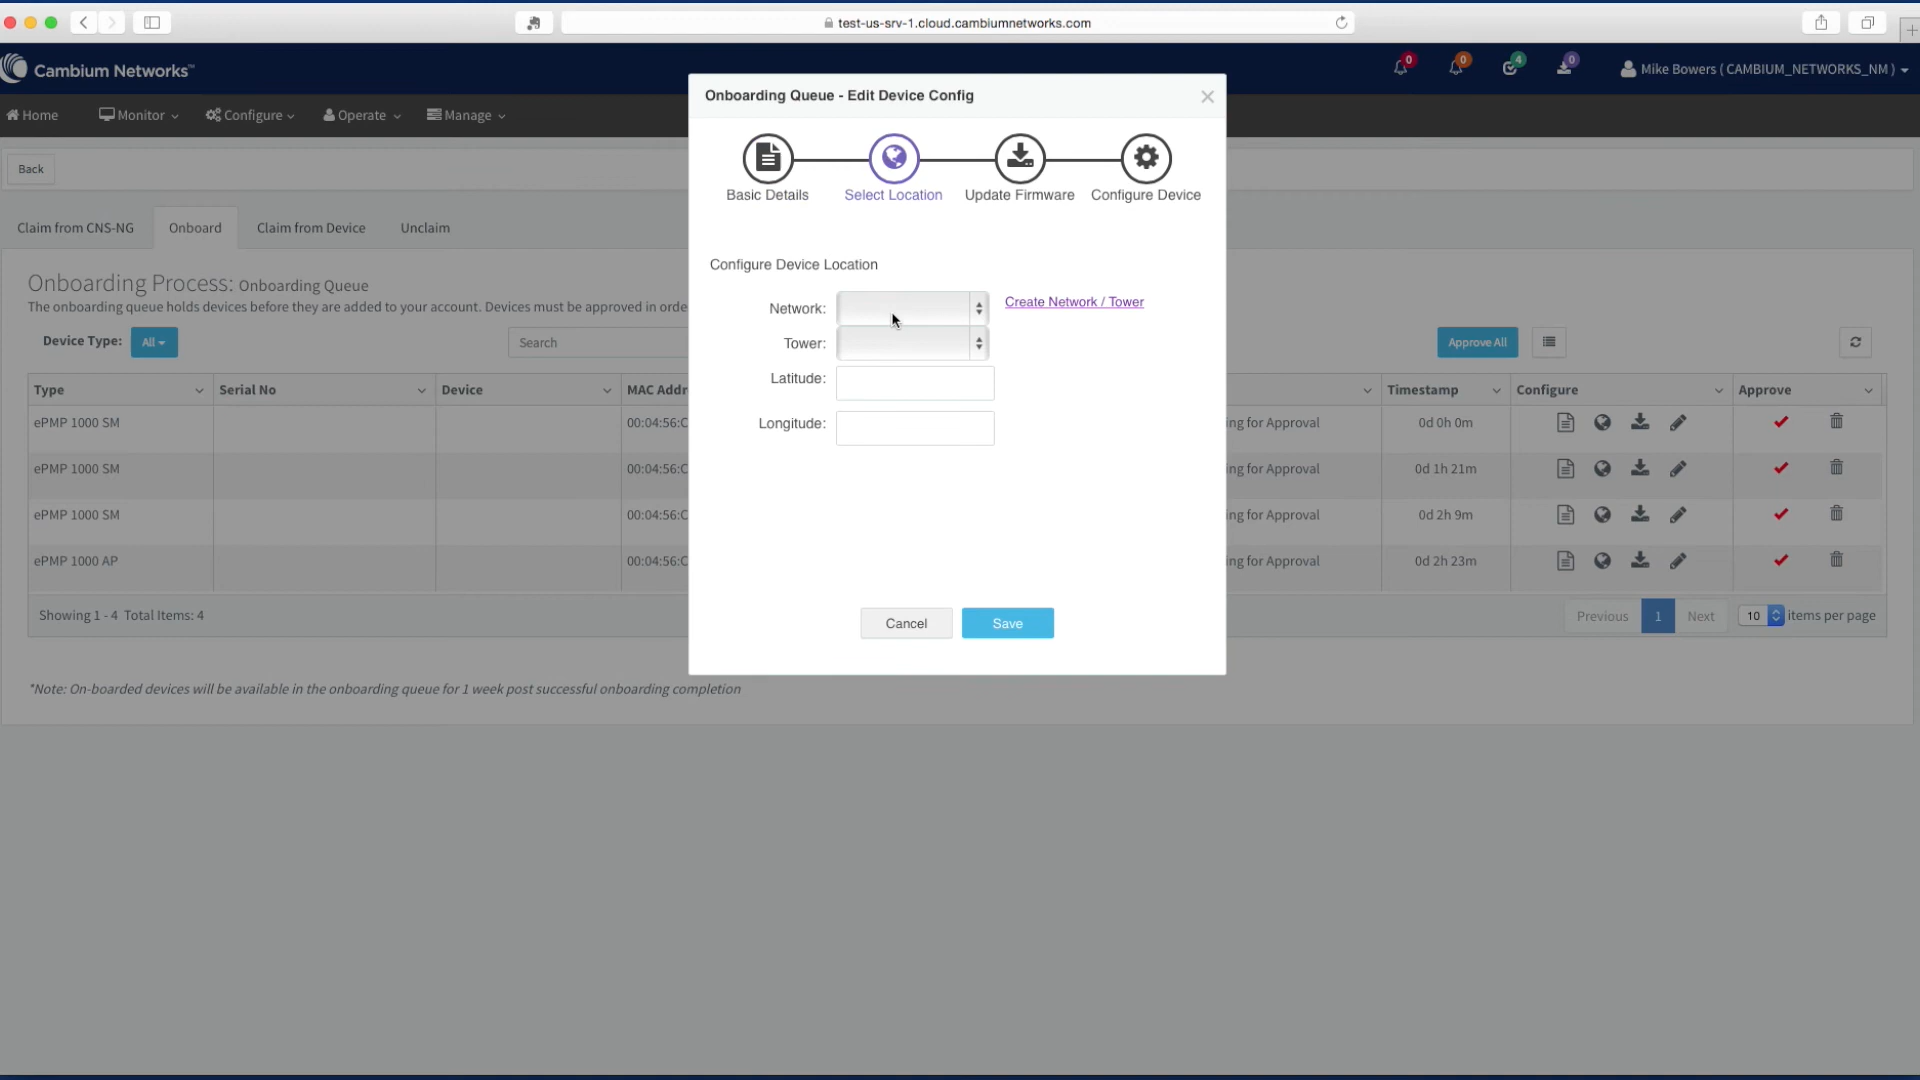 test-us-srv-1.cloud.cambiumnetworks.com
Cambium Networks™
0
0
4
0
Mike Bowers ( CAMBIUM_NETWORKS_NM )
Home
Monitor
Configure
Operate
Manage
Back
Claim from CNS-NG
Onboard
Claim from Device
Unclaim
Onboarding Process: Onboarding Queue
The onboarding queue holds devices before they are added to your account. Devices must be approved in orde
Device Type:
All
Search
Approve All
Type
Serial No
Device
MAC Addr
Timestamp
Configure
Approve
ePMP 1000 SM
00:04:56:C
ing for Approval
0d 0h 0m
ePMP 1000 SM
00:04:56:C
ing for Approval
0d 1h 21m
ePMP 1000 SM
00:04:56:C
ing for Approval
0d 2h 9m
ePMP 1000 AP
00:04:56:C
ing for Approval
0d 2h 23m
Showing 1 - 4 Total Items: 4
Previous
1
Next
10
items per page
*Note: On-boarded devices will be available in the onboarding queue for 1 week post successful onboarding completion
Onboarding Queue - Edit Device Config
Basic Details
Select Location
Update Firmware
Configure Device
Configure Device Location
Network:
Create Network / Tower
Tower:
Latitude:
Longitude:
Cancel
Save